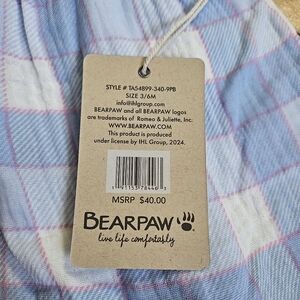 STYLE # TA54899-340-9PB
SIZE 3/6M
info@ihlgroup.com
BEARPAW and all BEARPAW logos
are trademarks of Romeo & Juliette, Inc.
WWW.BEARPAW.COM
This product is produced
under license by IHL Group, 2024.
MSRP $40.00
BEARPAW
live life comfortably